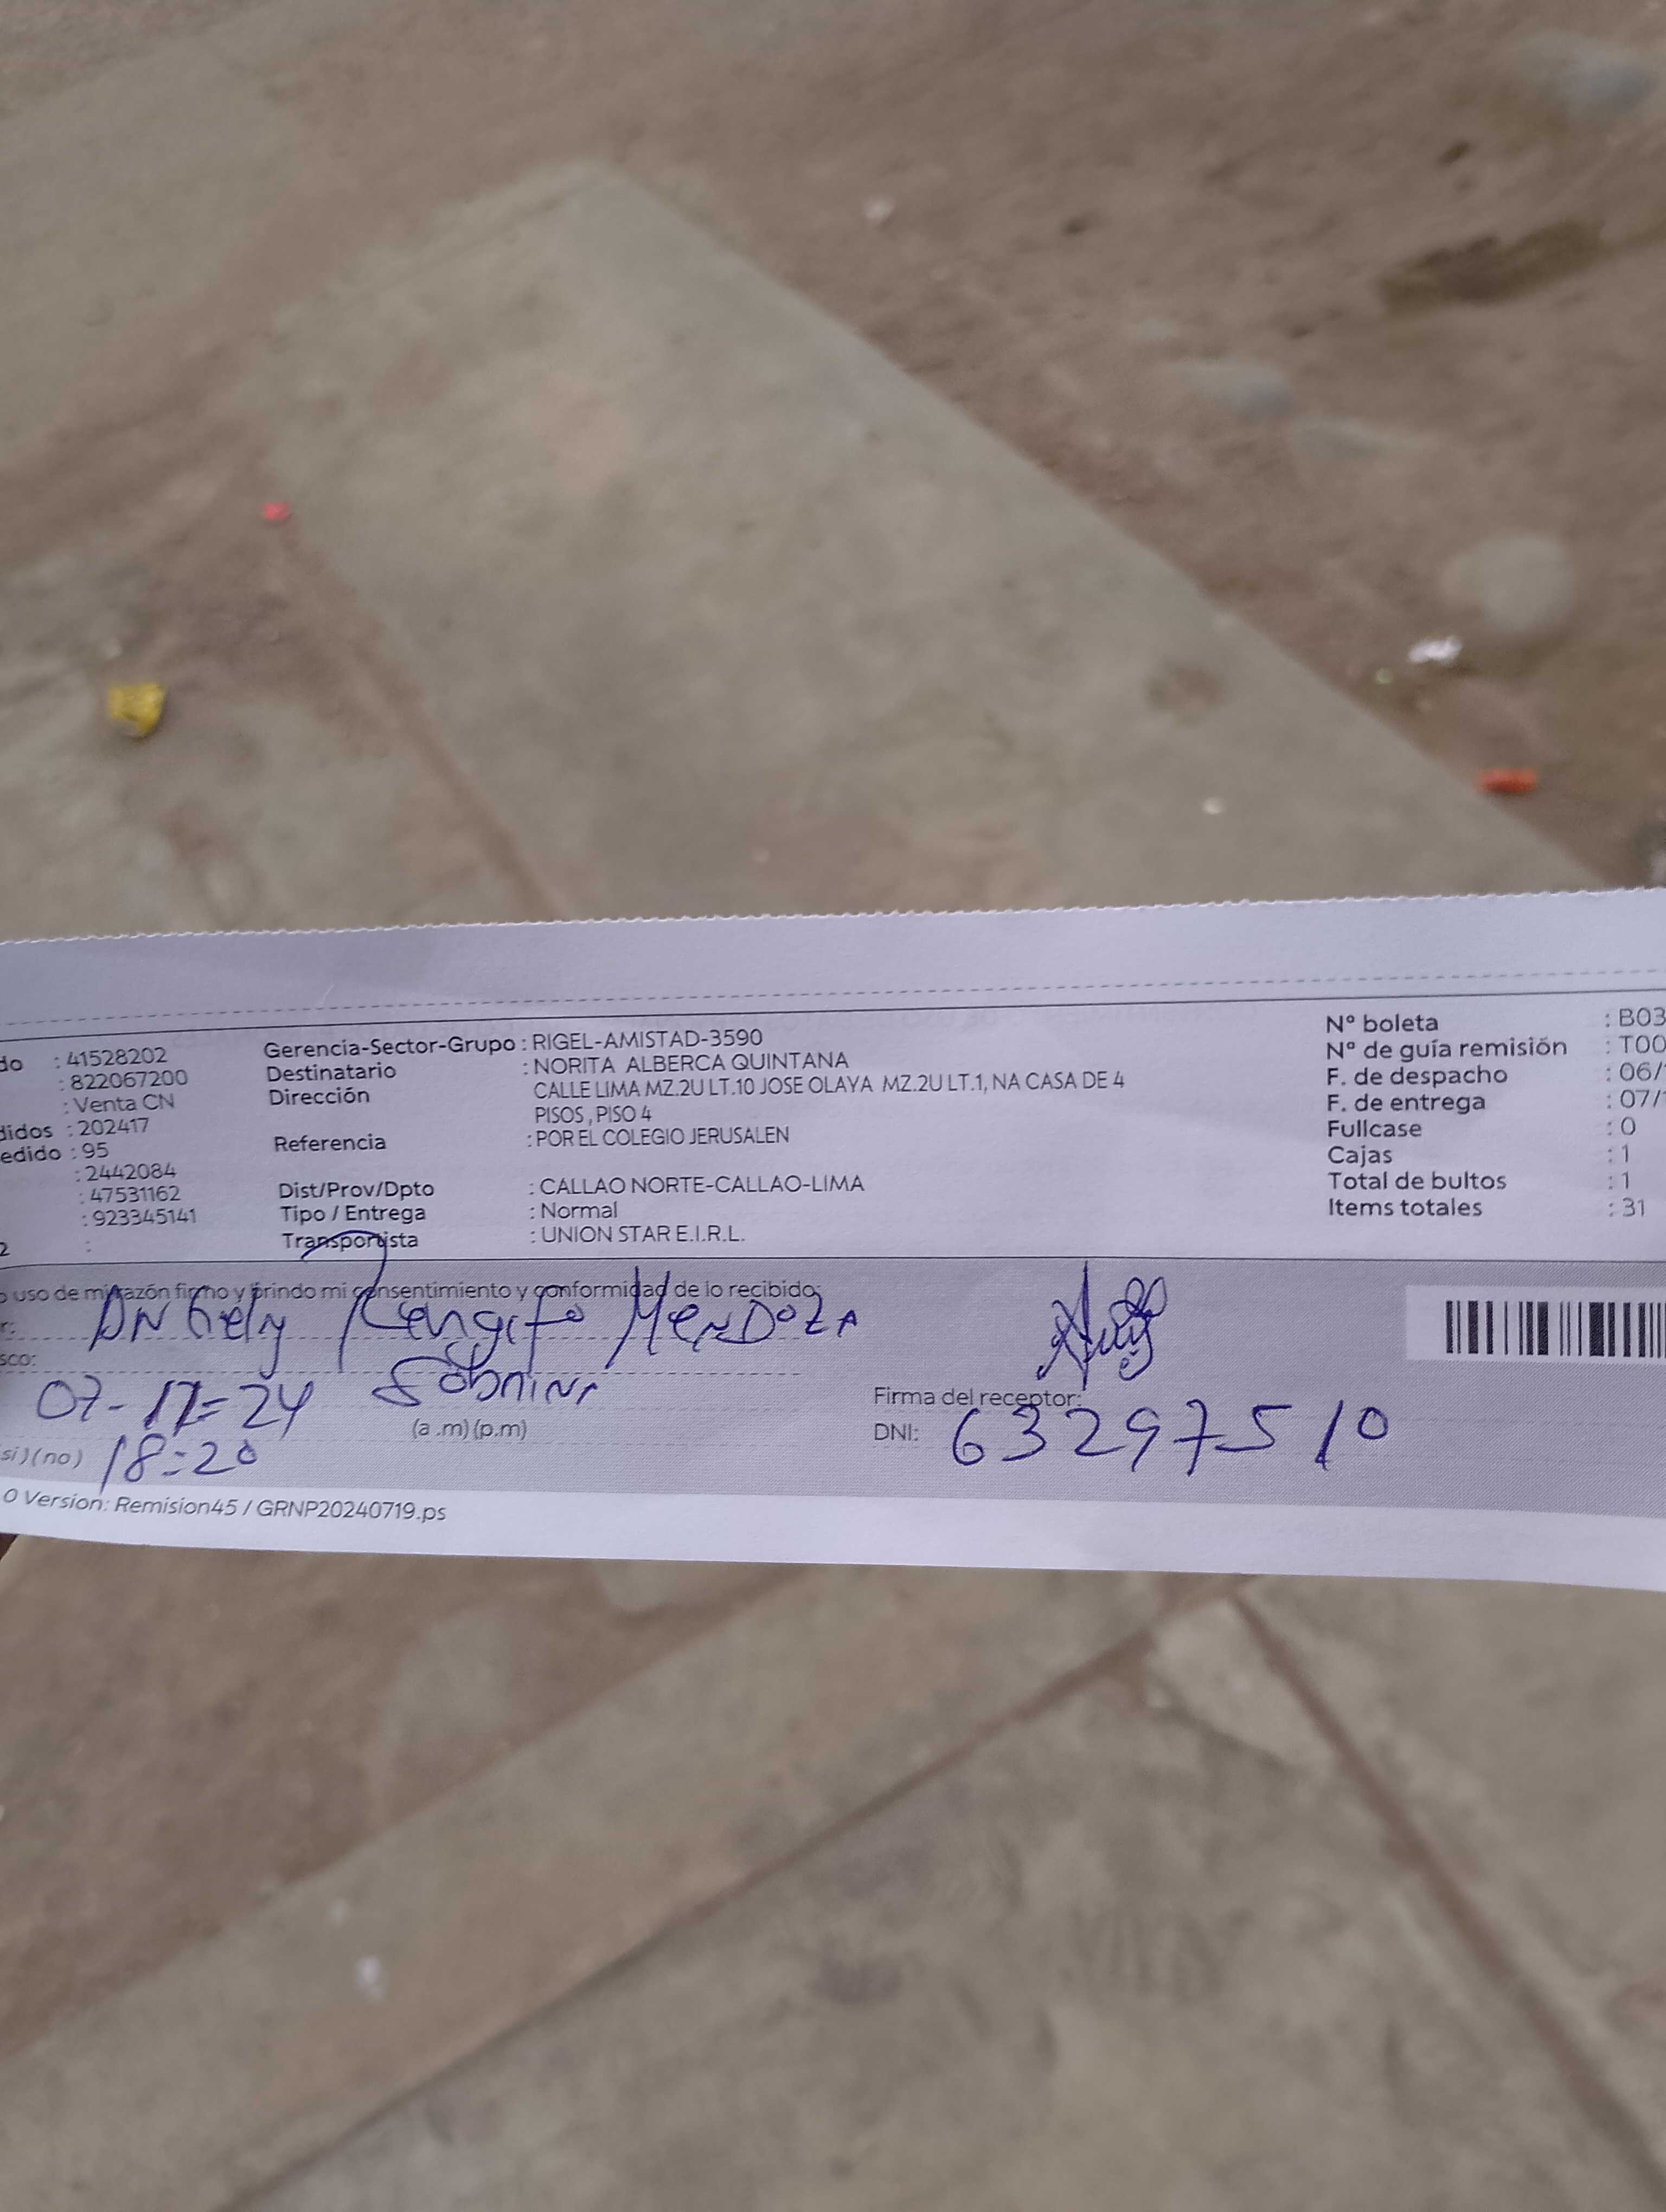 do : 41528202 Gerencia-Sector-Grupo : RIGEL-AMISTAD-3590 N° boleta : B03
: 822067200 Destinatario : NORITA ALBERCA QUINTANA N° de guía remisión : T00
: Venta CN Dirección CALLE LIMA MZ.2U LT.10 JOSE OLAYA MZ.2U LT.1, NA CASA DE 4 F. de despacho : 06/
didos : 202417 PISOS, PISO 4 F. de entrega : 07/
edido : 95 Referencia : POR EL COLEGIO JERUSALEN Fullcase : 0
: 2442084 Cajas : 1
: 47531162 Dist/Prov/Dpto : CALLAO NORTE-CALLAO-LIMA Total de bultos : 1
: 923345141 Tipo / Entrega : Normal Items totales : 31
2 : Transportista : UNION STAR E.I.R.L.
o uso de mi razón firmo y brindo mi consentimiento y conformidad de lo recibido:
r: Rengifo MENDOZA
sco: Sobrina
07-11=24 (a.m) (p.m) Firma del receptor:
si) (no) 18:20 DNI: 63297510
O Version: Remision45 / GRNP20240719.ps